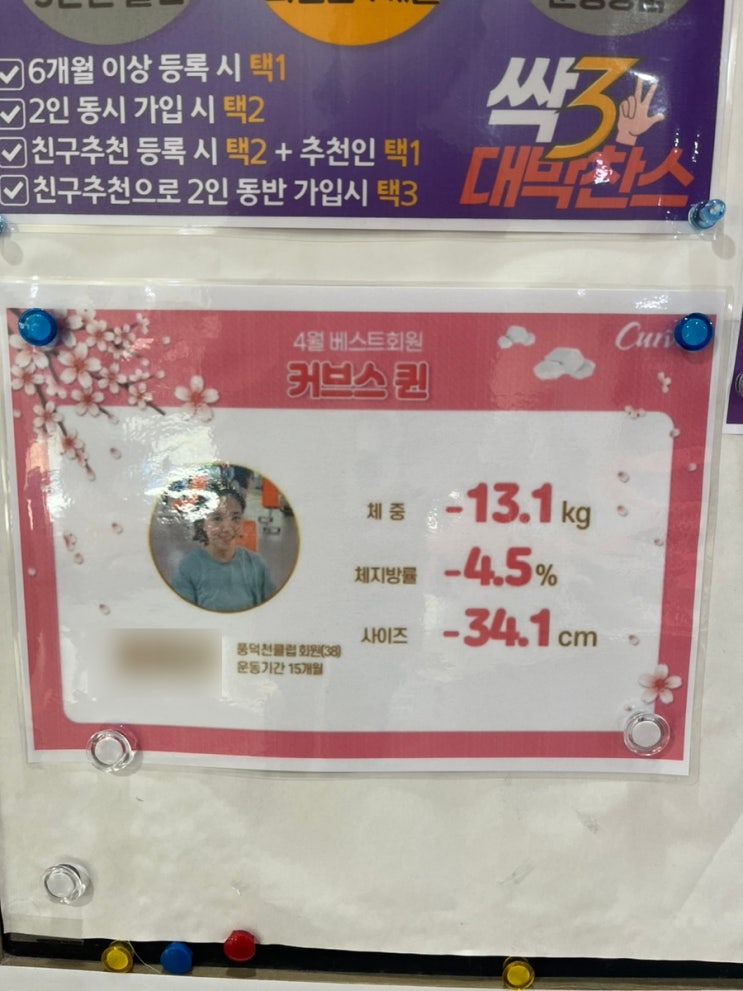 6개월 이상 등록 시 택1
2인 동시 가입 시 택2
친구추천 등록 시 택2 + 추천인 택1
친구추천으로 2인 동반 가입시 택3
싹3
대박찬스
4월 베스트회원
커브스 퀸
체 중 -13.1 kg
체지방률 -4.5 %
사이즈 -34.1 cm
풍덕천클럽 회원(38)
운동기간 15개월